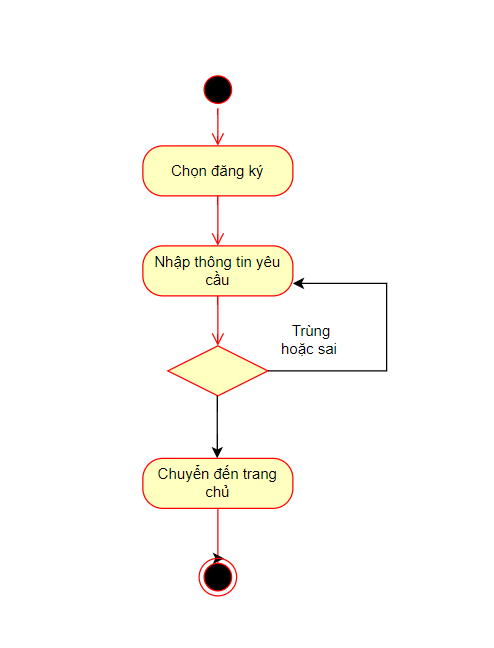 Chọn đăng ký
Nhập thông tin yêu
cầu
Trùng
hoặc sai
Chuyển đến trang
chủ